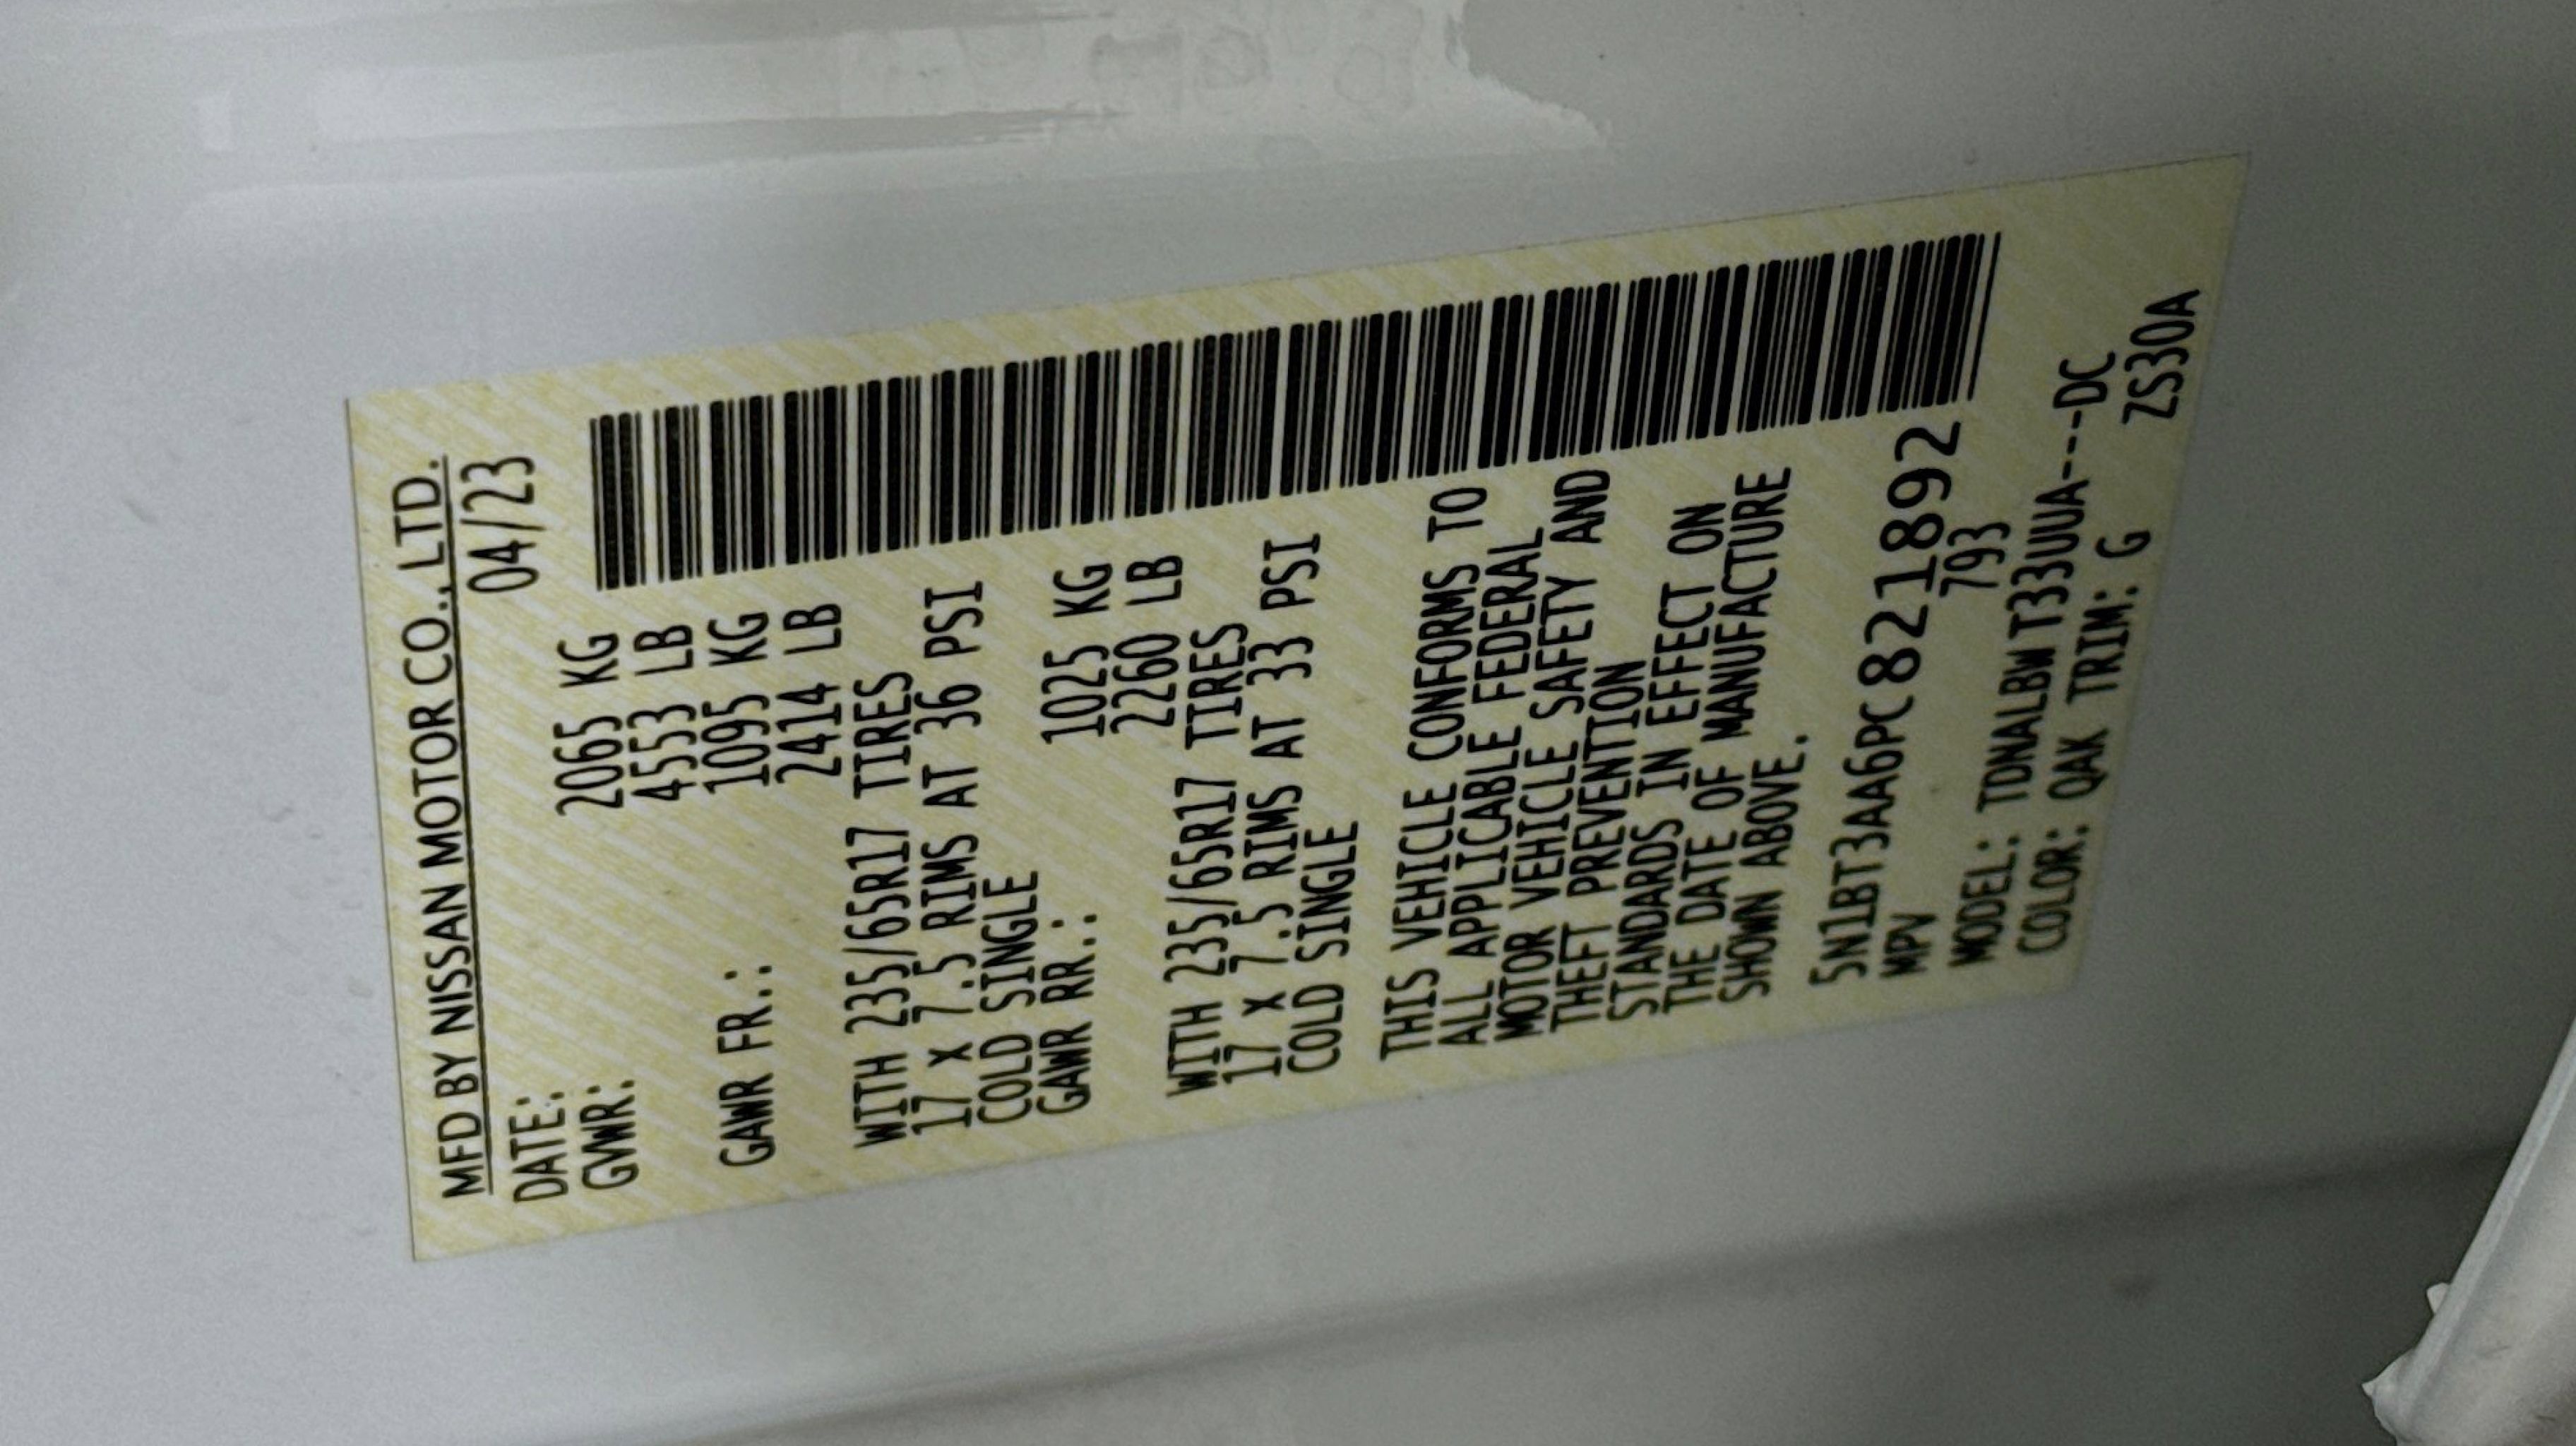 MFD BY NISSAN MOTOR CO., LTD.
DATE: 04/23
GVWR: 2065 KG
4553 LB
GAWR FR.: 1095 KG
2414 LB
WITH 235/65R17 TIRES
17 x 7.5 RIMS AT 36 PSI
COLD SINGLE
GAWR RR.: 1025 KG
2260 LB
WITH 235/65R17 TIRES
17 x 7.5 RIMS AT 33 PSI
COLD SINGLE
THIS VEHICLE CONFORMS TO
ALL APPLICABLE FEDERAL
MOTOR VEHICLE SAFETY AND
THEFT PREVENTION
STANDARDS IN EFFECT ON
THE DATE OF MANUFACTURE
SHOWN ABOVE.
5N1BT3AA6PC821892
MPV 793
MODEL: TDNALBWT33UUA---DC
COLOR: QAK TRIM: G ZS30A